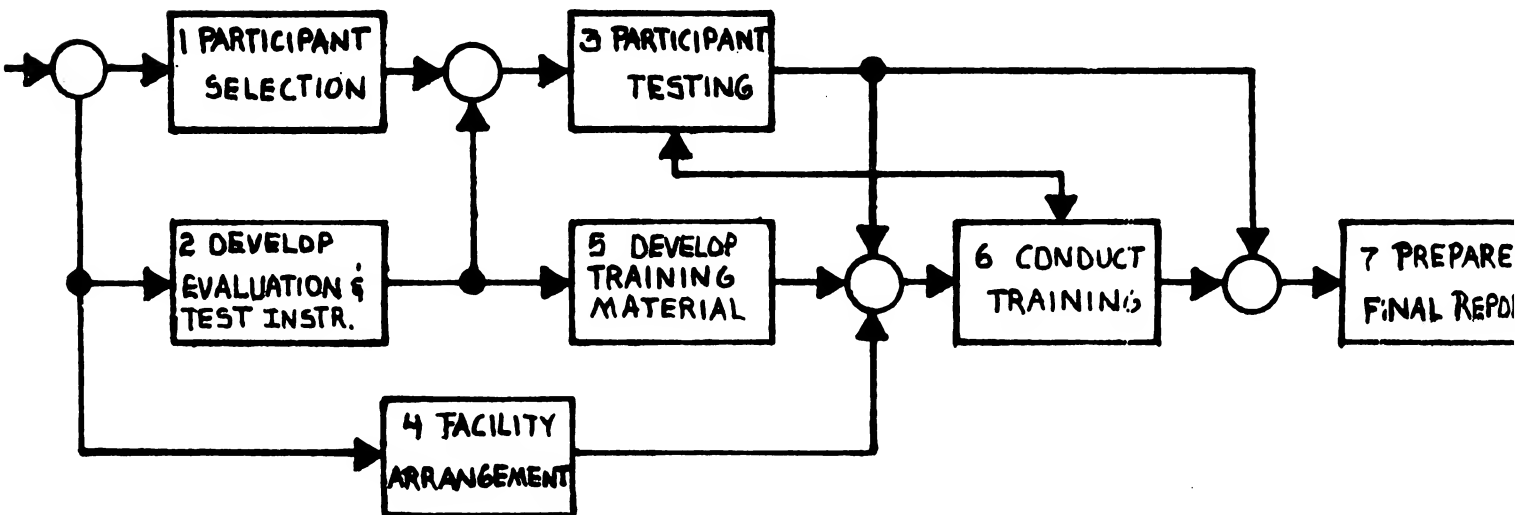 1 PARTICIPANT
SELECTION
3 PARTICIPANT
TESTING
2 DEVELOP
EVALUATION &
TEST INSTR.
5 DEVELOP
TRAINING
MATERIAL
6 CONDUCT
TRAINING
7 PREPARE
FINAL REPO
4 FACILITY
ARRANGEMENT